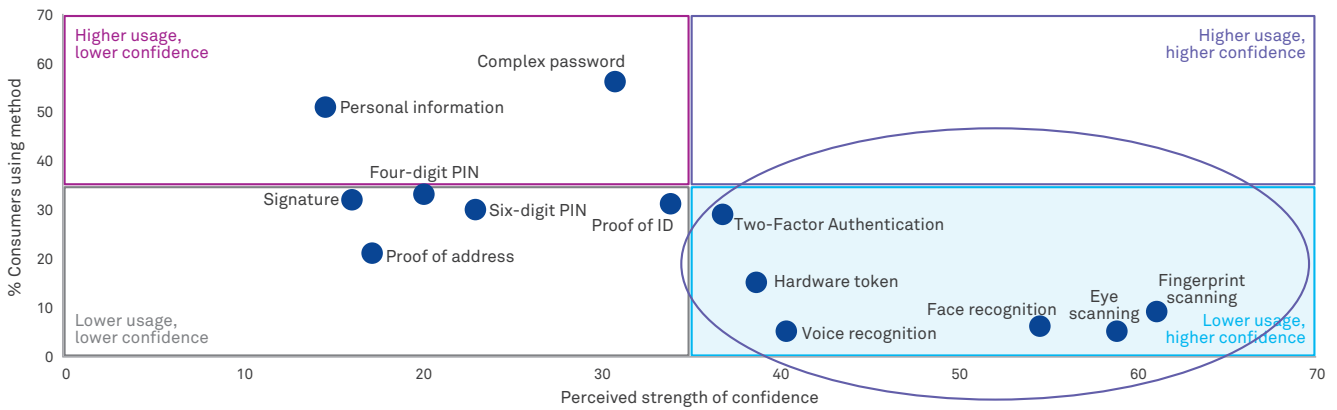 70
60
50
40
30
20
10
0
% Consumers using method
Higher usage,
lower confidence
Higher usage,
higher confidence
Complex password
Personal information
Four-digit PIN
Signature
Six-digit PIN
Proof of ID
Proof of address
Two-Factor Authentication
Hardware token
Voice recognition
Face recognition
Eye
scanning
Fingerprint
scanning
Lower usage,
lower confidence
Lower usage,
higher confidence
0
10
20
30
40
50
60
70
Perceived strength of confidence